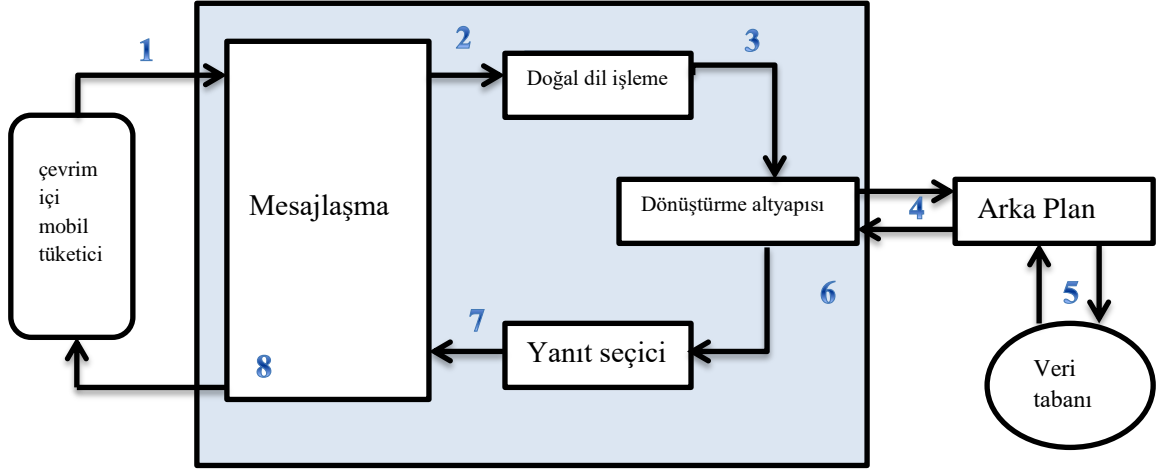 1
2
3
Doğal dil işleme
çevrim
içi
mobil
tüketici
Mesajlaşma
Dönüştürme altyapısı
4
Arka Plan
5
6
7
Yanıt seçici
8
Veri
tabanı